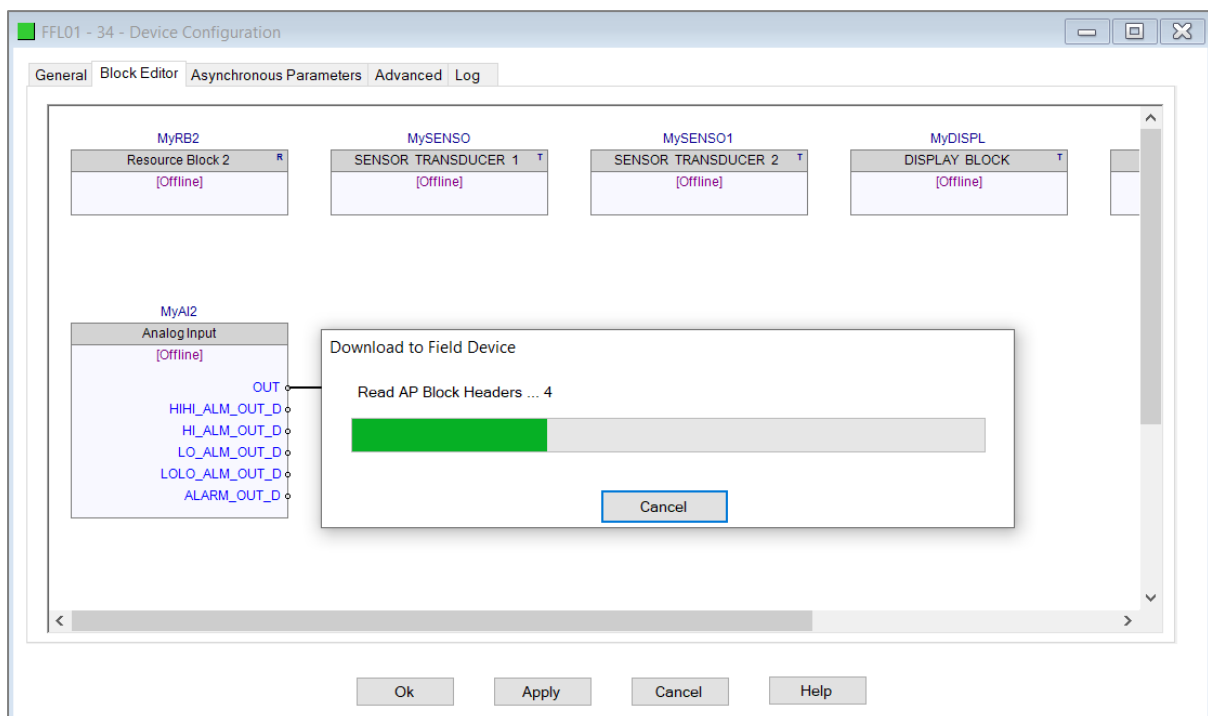 FFL01 - 34 - Device Configuration
General Block Editor Asynchronous Parameters Advanced Log
MyRB2 MySENSO MySENSO1 MyDISPL
Resource Block 2 R SENSOR TRANSDUCER 1 T SENSOR TRANSDUCER 2 T DISPLAY BLOCK T
[Offline] [Offline] [Offline] [Offline]
MyAI2
Analog Input
[Offline]
OUT
HIHI_ALM_OUT_D
HI_ALM_OUT_D
LO_ALM_OUT_D
LOLO_ALM_OUT_D
ALARM_OUT_D
Download to Field Device
Read AP Block Headers ... 4
Cancel
Ok Apply Cancel Help